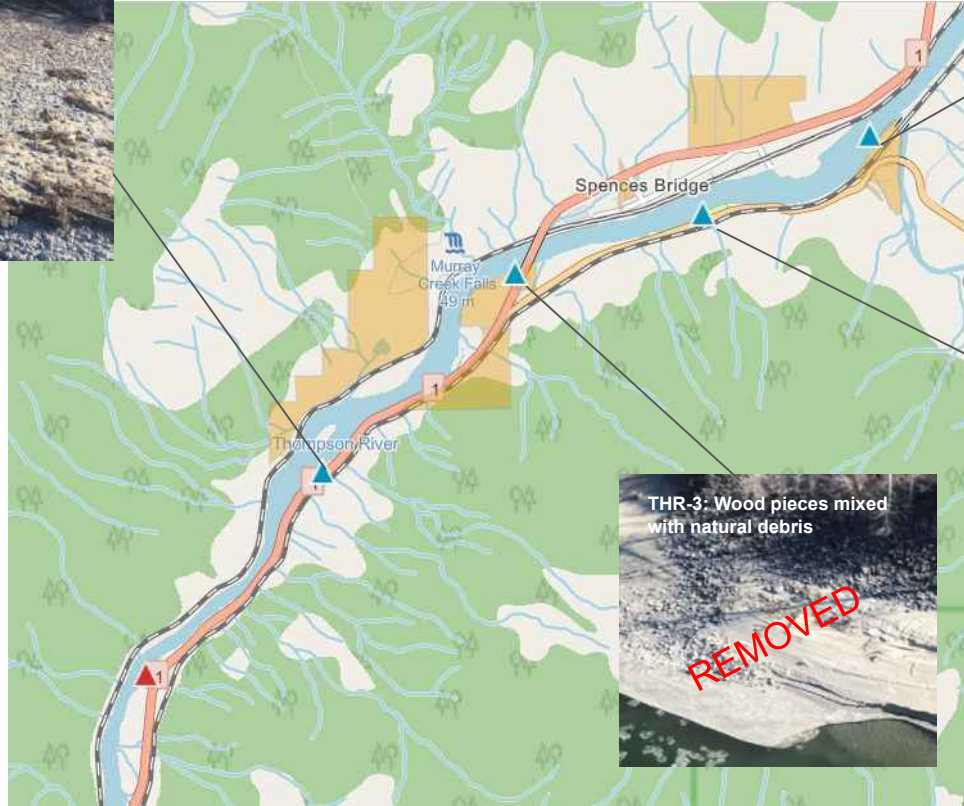 1
Spences Bridge
Murray
Creek Falls
49 m
1
Thompson River
1
THR-3: Wood pieces mixed
with natural debris
REMOVED
1